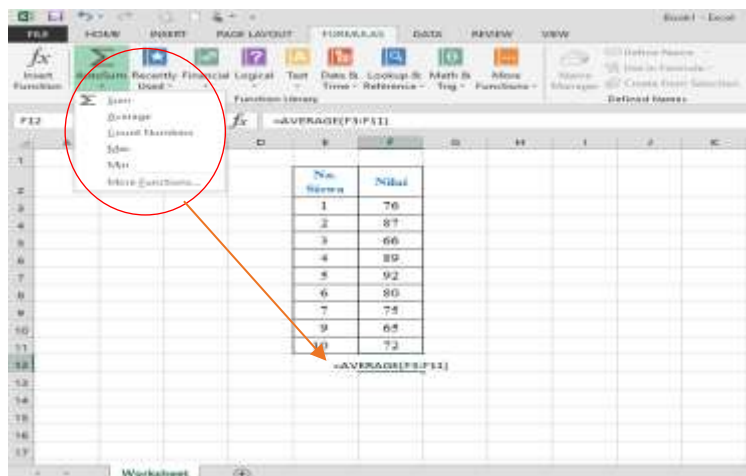 Book1 - Excel
FILE HOME INSERT PAGE LAYOUT FORMULAS DATA REVIEW VIEW
fx Σ ?
Insert Function AutoSum Recently Used Financial Logical Text Date & Time Lookup & Reference Math & Trig More Functions Name Manager
Define Name
Use in Formula
Create from Selection
Function Library Defined Names
Σ Sum
Average
Count Numbers
Max
Min
More Functions...
F12 fx =AVERAGE(F3:F11)
D E F G H I J K
1
2 No. Siswa Nilai
3 1 76
4 2 87
5 3 66
6 4 89
7 5 92
8 6 80
9 7 75
10 9 65
11 10 72
12 =AVERAGE(F3:F11)
13
14
15
16
17
Worksheet